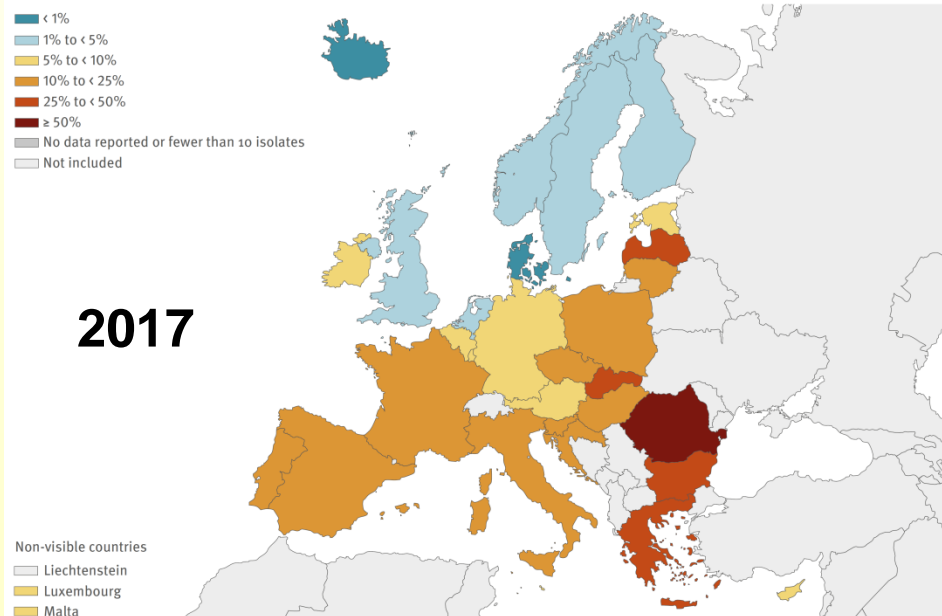 < 1%
1% to < 5%
5% to < 10%
10% to < 25%
25% to < 50%
≥ 50%
No data reported or fewer than 10 isolates
Not included
2017
Non-visible countries
Liechtenstein
Luxembourg
Malta